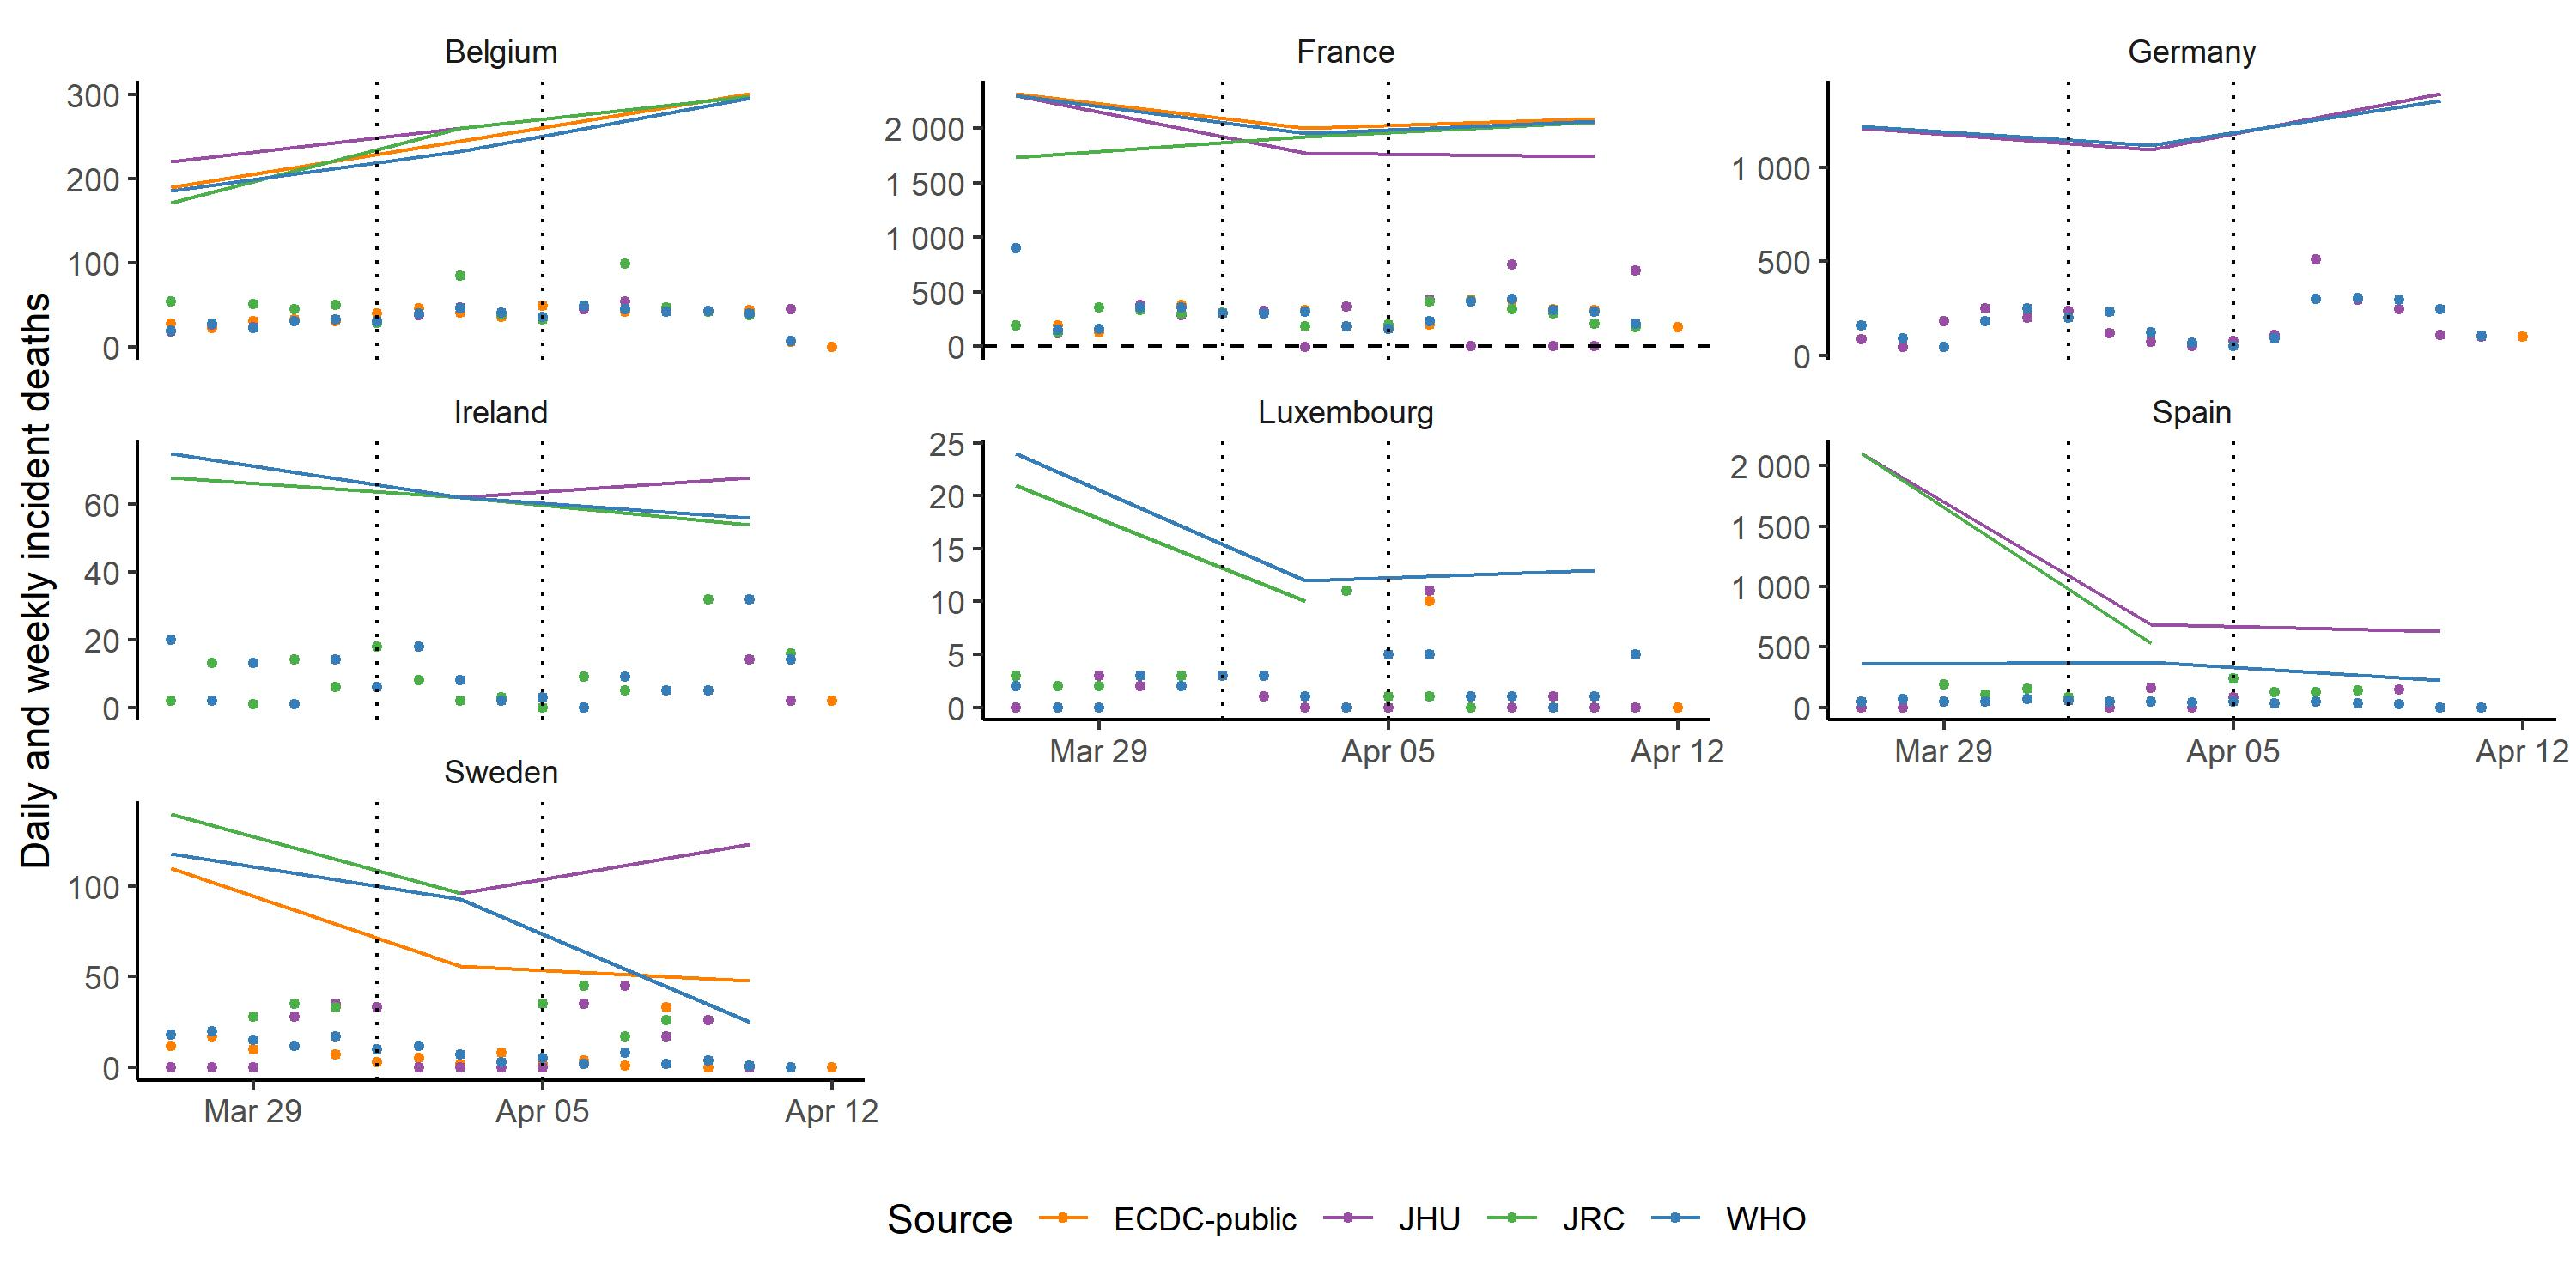 Daily and weekly incident deaths
Belgium
300
200
100
0
France
2 000
1 500
1 000
500
0
Germany
1 000
500
0
Ireland
60
40
20
0
Luxembourg
25
20
15
10
5
0
Mar 29 Apr 05 Apr 12
Spain
2 000
1 500
1 000
500
0
Mar 29 Apr 05 Apr 12
Sweden
100
50
0
Mar 29 Apr 05 Apr 12
Source ECDC-public JHU JRC WHO